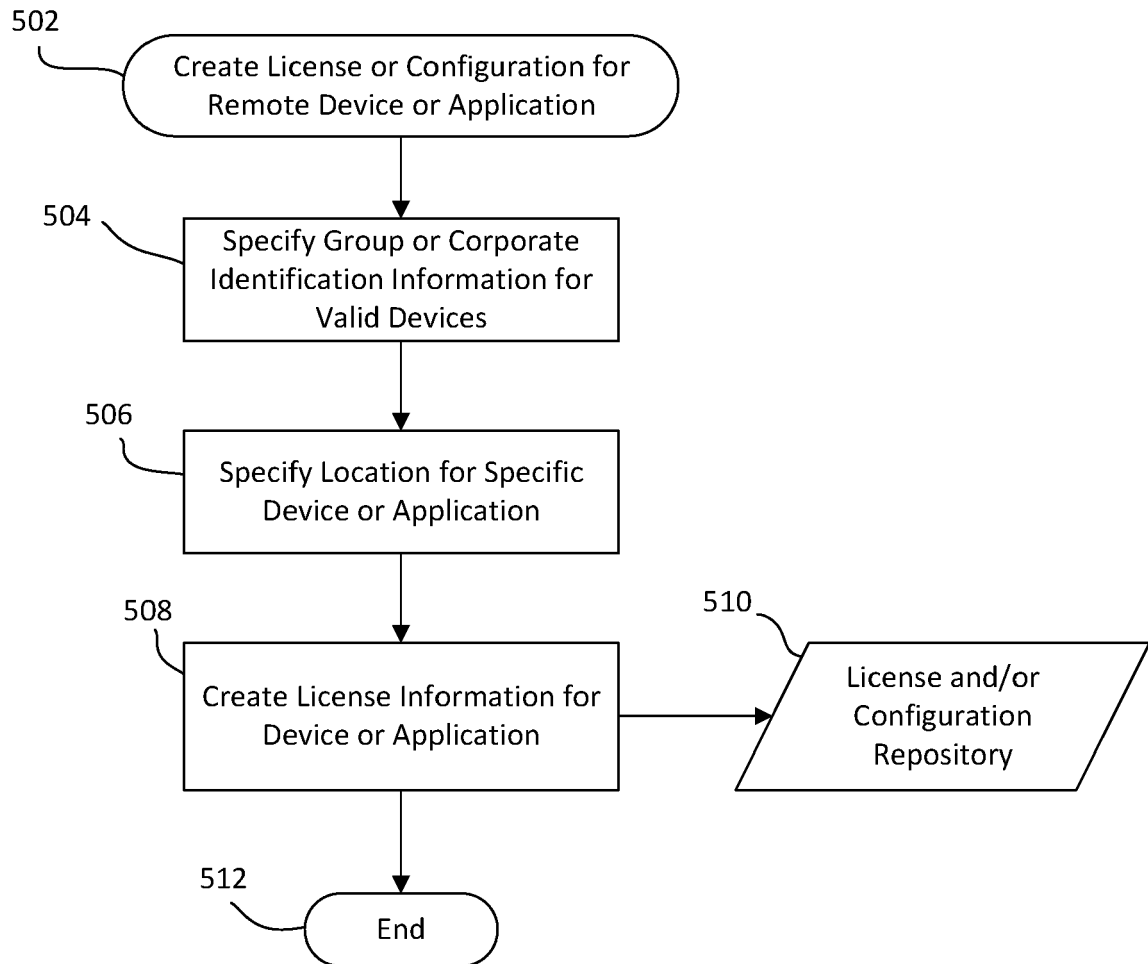 502
Create License or Configuration for
Remote Device or Application
504
Specify Group or Corporate
Identification Information for
Valid Devices
506
Specify Location for Specific
Device or Application
508
Create License Information for
Device or Application
510
License and/or
Configuration
Repository
512
End